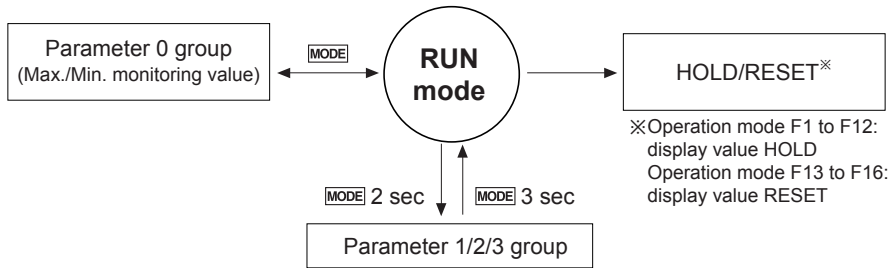 Parameter 0 group
(Max./Min. monitoring value)
MODE
RUN
mode
HOLD/RESET※
※Operation mode F1 to F12:
display value HOLD
Operation mode F13 to F16:
display value RESET
MODE 2 sec
MODE 3 sec
Parameter 1/2/3 group